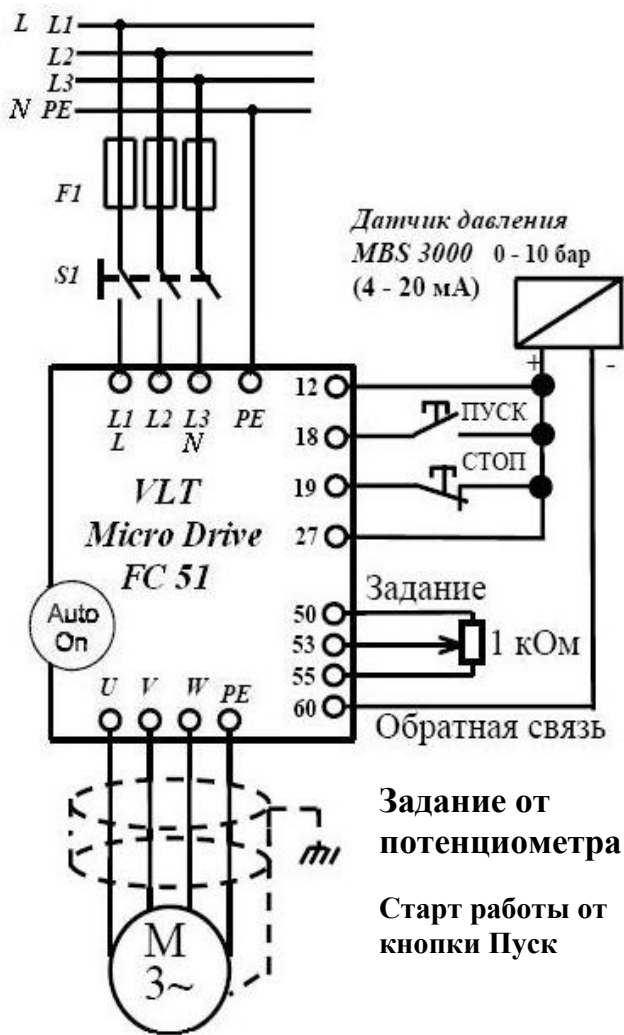 L L1
L2
L3
N PE
F1
S1
Датчик давления
MBS 3000 0 - 10 бар
(4 - 20 мА)
+ -
L1 L2 L3 PE
L N
12
18 ПУСК
19 СТОП
27
VLT
Micro Drive
FC 51
Auto
On
Задание
50
53 1 кОм
55
60
Обратная связь
U V W PE
M
3~
Задание от
потенциометра
Старт работы от
кнопки Пуск